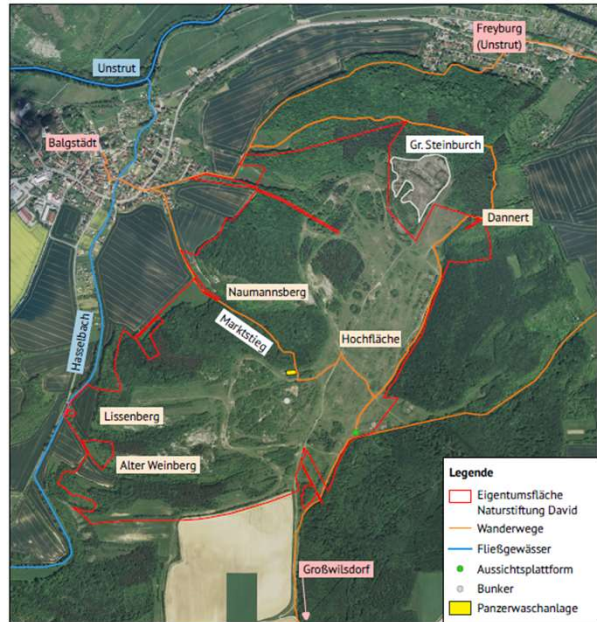 Freyburg
(Unstrut)
Unstrut
Balgstädt
Gr. Steinburch
Dannert
Naumannsberg
Marktstieg
Hochfläche
Hasselbach
Lissenberg
Alter Weinberg
Großwilsdorf
Legende
Eigentumsfläche
Naturstiftung David
Wanderwege
Fließgewässer
Aussichtsplattform
Bunker
Panzerwaschanlage